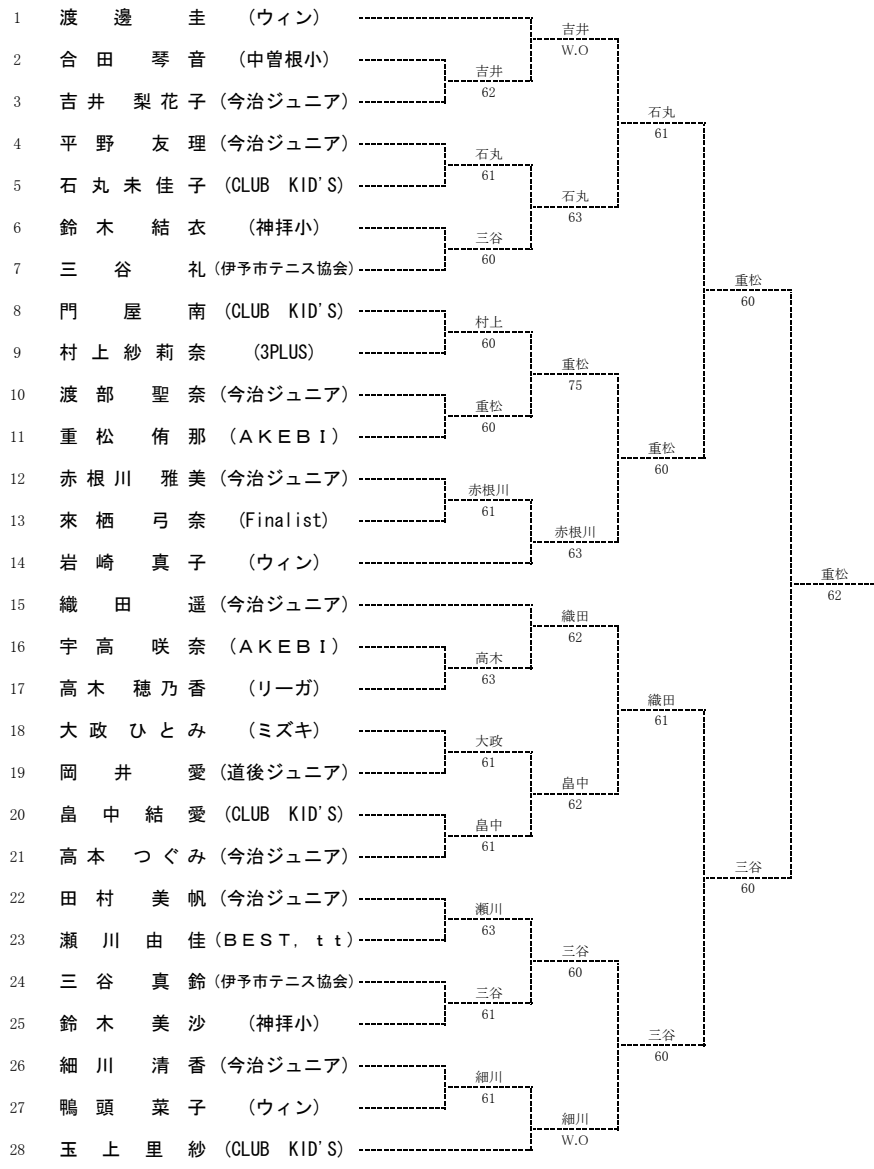 1 渡邊 圭 (ウィン)
吉井
W.O
2 合田 琴音 (中曽根小)
吉井
62
3 吉井 梨花子 (今治ジュニア)
石丸
61
4 平野 友理 (今治ジュニア)
石丸
61
5 石丸未佳子 (CLUB KID'S)
石丸
63
6 鈴木 結衣 (神拝小)
三谷
60
7 三谷 礼 (伊予市テニス協会)
重松
60
8 門屋 南 (CLUB KID'S)
村上
60
9 村上紗莉奈 (3PLUS)
重松
75
10 渡部 聖奈 (今治ジュニア)
重松
60
11 重松 侑那 (AKEBI)
重松
60
12 赤根川 雅美 (今治ジュニア)
赤根川
61
13 來栖 弓奈 (Finalist)
赤根川
63
14 岩崎 真子 (ウィン)
重松
62
15 織田 遥 (今治ジュニア)
織田
62
16 宇高 咲奈 (AKEBI)
高木
63
17 高木 穂乃香 (リーガ)
織田
61
18 大政 ひとみ (ミズキ)
大政
61
19 岡井 愛 (道後ジュニア)
畠中
62
20 畠中結愛 (CLUB KID'S)
畠中
61
21 高本 つぐみ (今治ジュニア)
三谷
60
22 田村 美帆 (今治ジュニア)
瀬川
63
23 瀬川由佳 (BEST, tt)
三谷
60
24 三谷 真鈴 (伊予市テニス協会)
三谷
61
25 鈴木 美沙 (神拝小)
三谷
60
26 細川 清香 (今治ジュニア)
細川
61
27 鴨頭 菜子 (ウィン)
細川
W.O
28 玉上里紗 (CLUB KID'S)